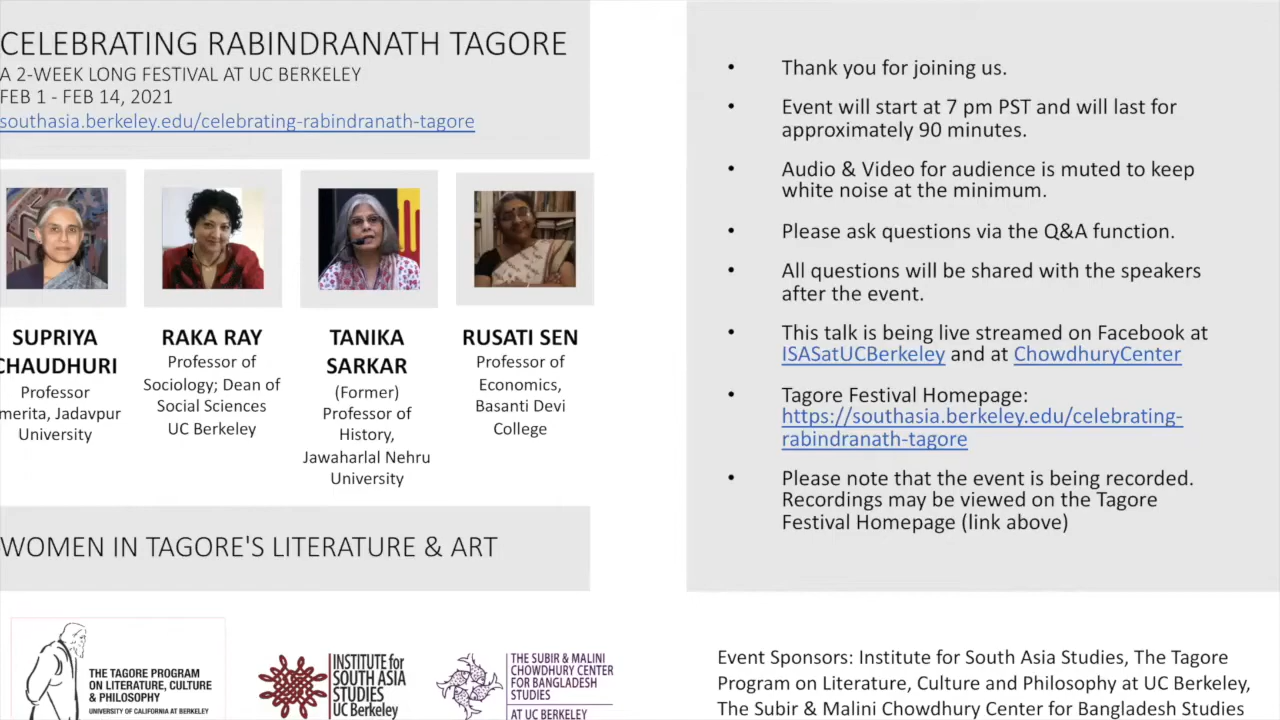 CELEBRATING RABINDRANATH TAGORE
A 2-WEEK LONG FESTIVAL AT UC BERKELEY
FEB 1 - FEB 14, 2021
southasia.berkeley.edu/celebrating-rabindranath-tagore
SUPRIYA
CHAUDHURI
Professor
merita, Jadavpur
University
RAKA RAY
Professor of
Sociology; Dean of
Social Sciences
UC Berkeley
TANIKA
SARKAR
(Former)
Professor of
History,
Jawaharlal Nehru
University
RUSATI SEN
Professor of
Economics,
Basanti Devi
College
WOMEN IN TAGORE'S LITERATURE & ART
THE TAGORE PROGRAM
ON LITERATURE, CULTURE
& PHILOSOPHY
UNIVERSITY OF CALIFORNIA AT BERKELEY
INSTITUTE for
SOUTH ASIA
STUDIES
UC Berkeley
THE SUBIR & MALINI
CHOWDHURY CENTER
FOR BANGLADESH
STUDIES
AT UC BERKELEY
• Thank you for joining us.
• Event will start at 7 pm PST and will last for
approximately 90 minutes.
• Audio & Video for audience is muted to keep
white noise at the minimum.
• Please ask questions via the Q&A function.
• All questions will be shared with the speakers
after the event.
• This talk is being live streamed on Facebook at
ISASatUCBerkeley and at ChowdhuryCenter
• Tagore Festival Homepage:
https://southasia.berkeley.edu/celebrating-
rabindranath-tagore
• Please note that the event is being recorded.
Recordings may be viewed on the Tagore
Festival Homepage (link above)
Event Sponsors: Institute for South Asia Studies, The Tagore
Program on Literature, Culture and Philosophy at UC Berkeley,
The Subir & Malini Chowdhury Center for Bangladesh Studies